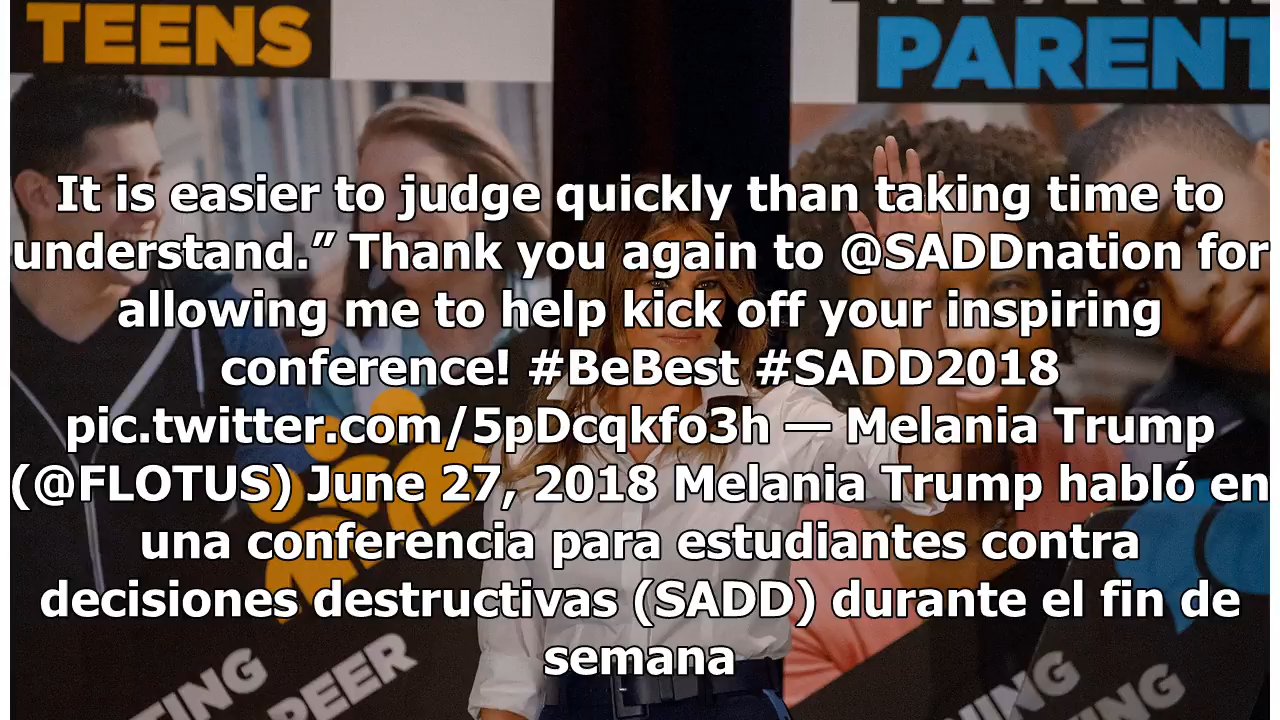 TEENS
PARENT
It is easier to judge quickly than taking time to
understand.” Thank you again to @SADDnation for
allowing me to help kick off your inspiring
conference! #BeBest #SADD2018
pic.twitter.com/5pDcqkfo3h — Melania Trump
(@FLOTUS) June 27, 2018 Melania Trump habló en
una conferencia para estudiantes contra
decisiones destructivas (SADD) durante el fin de
semana
PEER